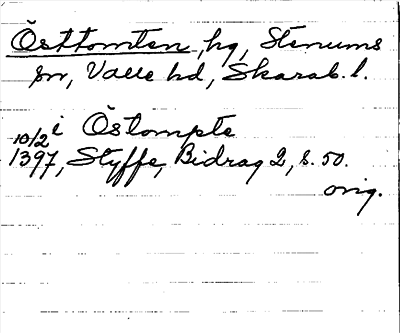 Östtomten, hg, Stenums
sn, Valle hd, Skarab. l.
i Östompte
10/2
1397, Styffe, Bidrag 2, s. 50.
orig.